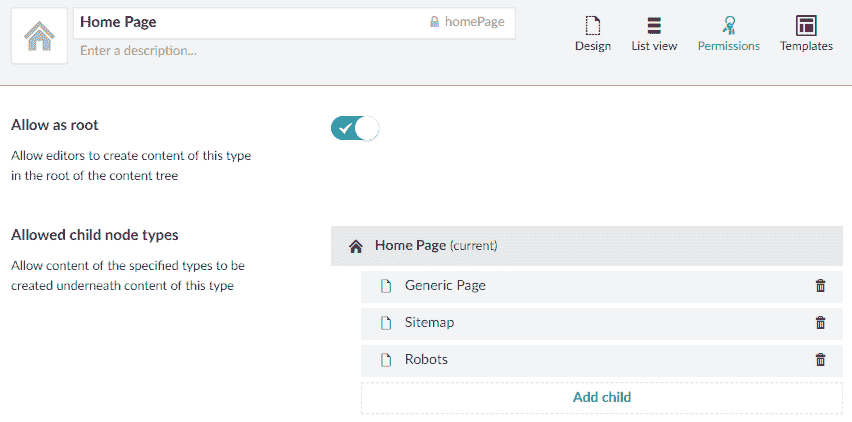 Home Page
homePage
Enter a description...
Design
List view
Permissions
Templates
Allow as root
Allow editors to create content of this type
in the root of the content tree
Allowed child node types
Allow content of the specified types to be
created underneath content of this type
Home Page (current)
Generic Page
Sitemap
Robots
Add child